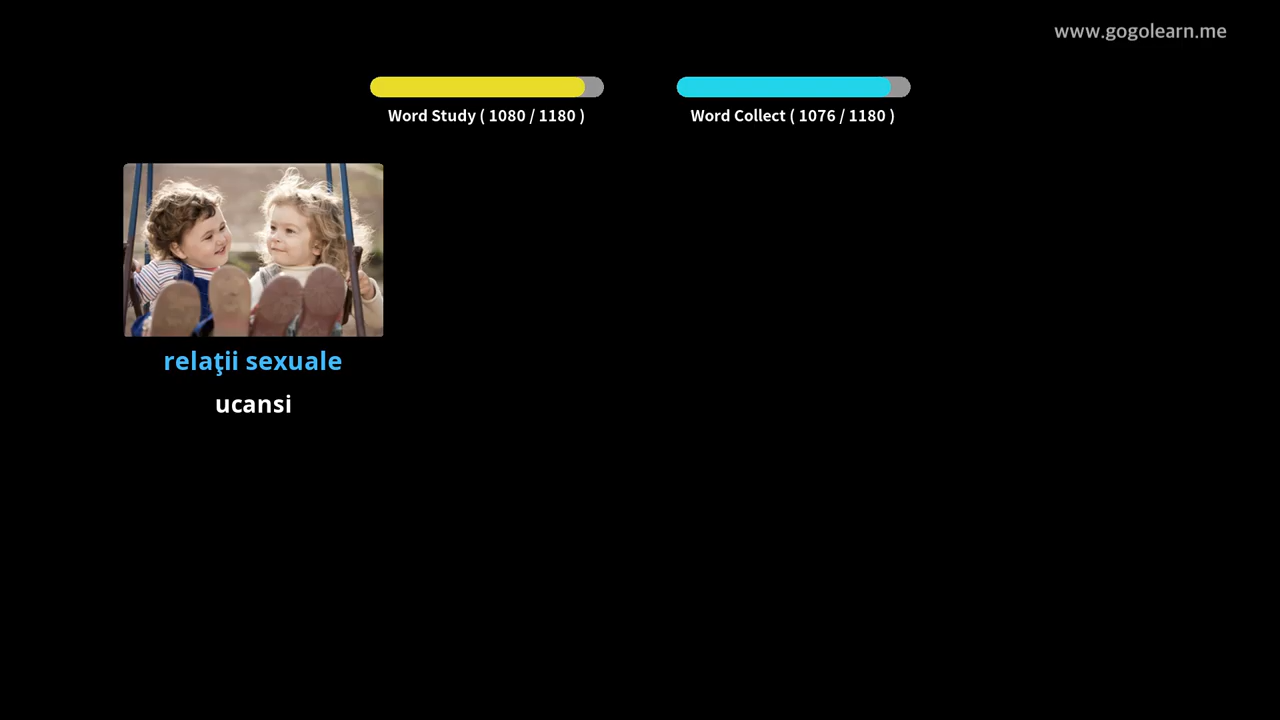 www.gogolearn.me
Word Study ( 1080 / 1180 )
Word Collect ( 1076 / 1180 )
relaţii sexuale
ucansi